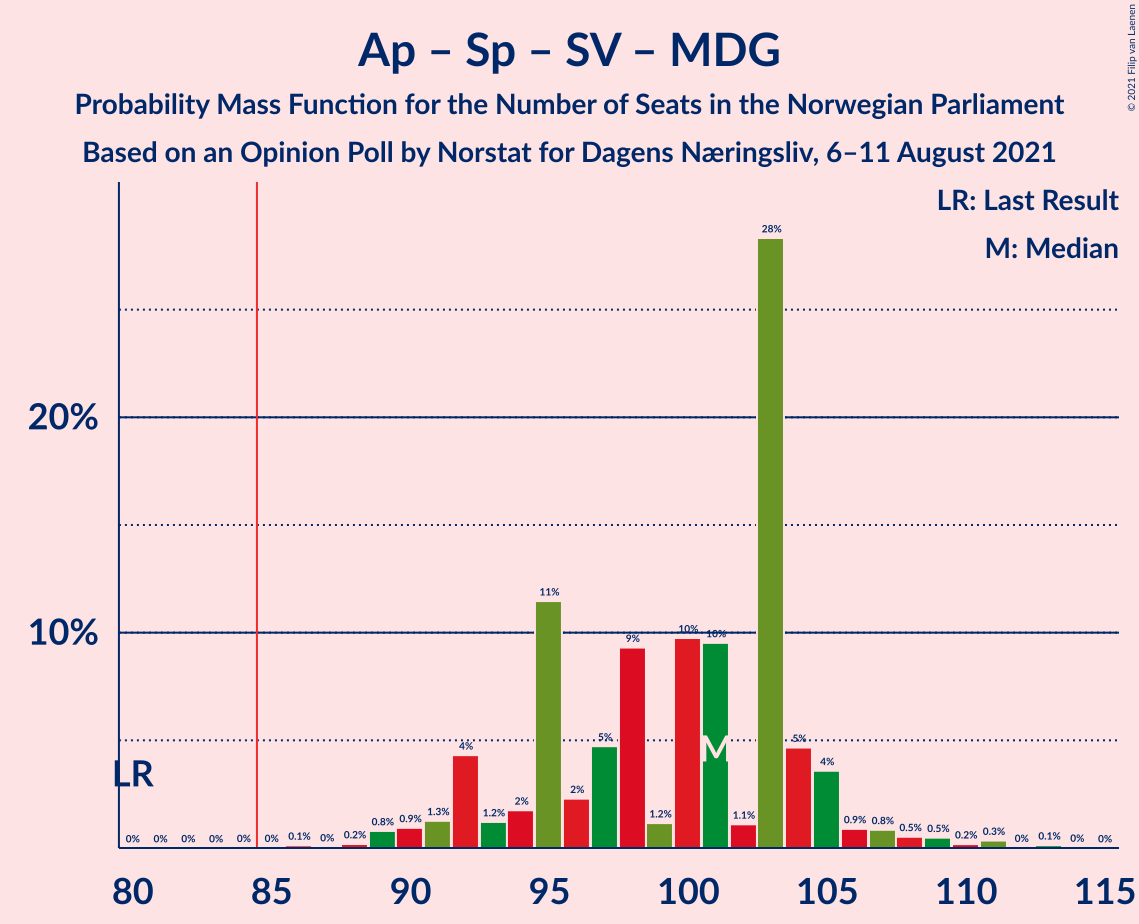 Ap – Sp – SV – MDG
Probability Mass Function for the Number of Seats in the Norwegian Parliament
Based on an Opinion Poll by Norstat for Dagens Næringsliv, 6–11 August 2021
© 2021 Filip van Laenen
LR: Last Result
M: Median
20%
10%
LR
M
0% 0% 0% 0% 0% 0% 0.1% 0% 0.2% 0.8% 0.9% 1.3% 4% 1.2% 2% 11% 2% 5% 9% 1.2% 10% 10% 1.1% 28% 5% 4% 0.9% 0.8% 0.5% 0.5% 0.2% 0.3% 0% 0.1% 0% 0%
80 85 90 95 100 105 110 115